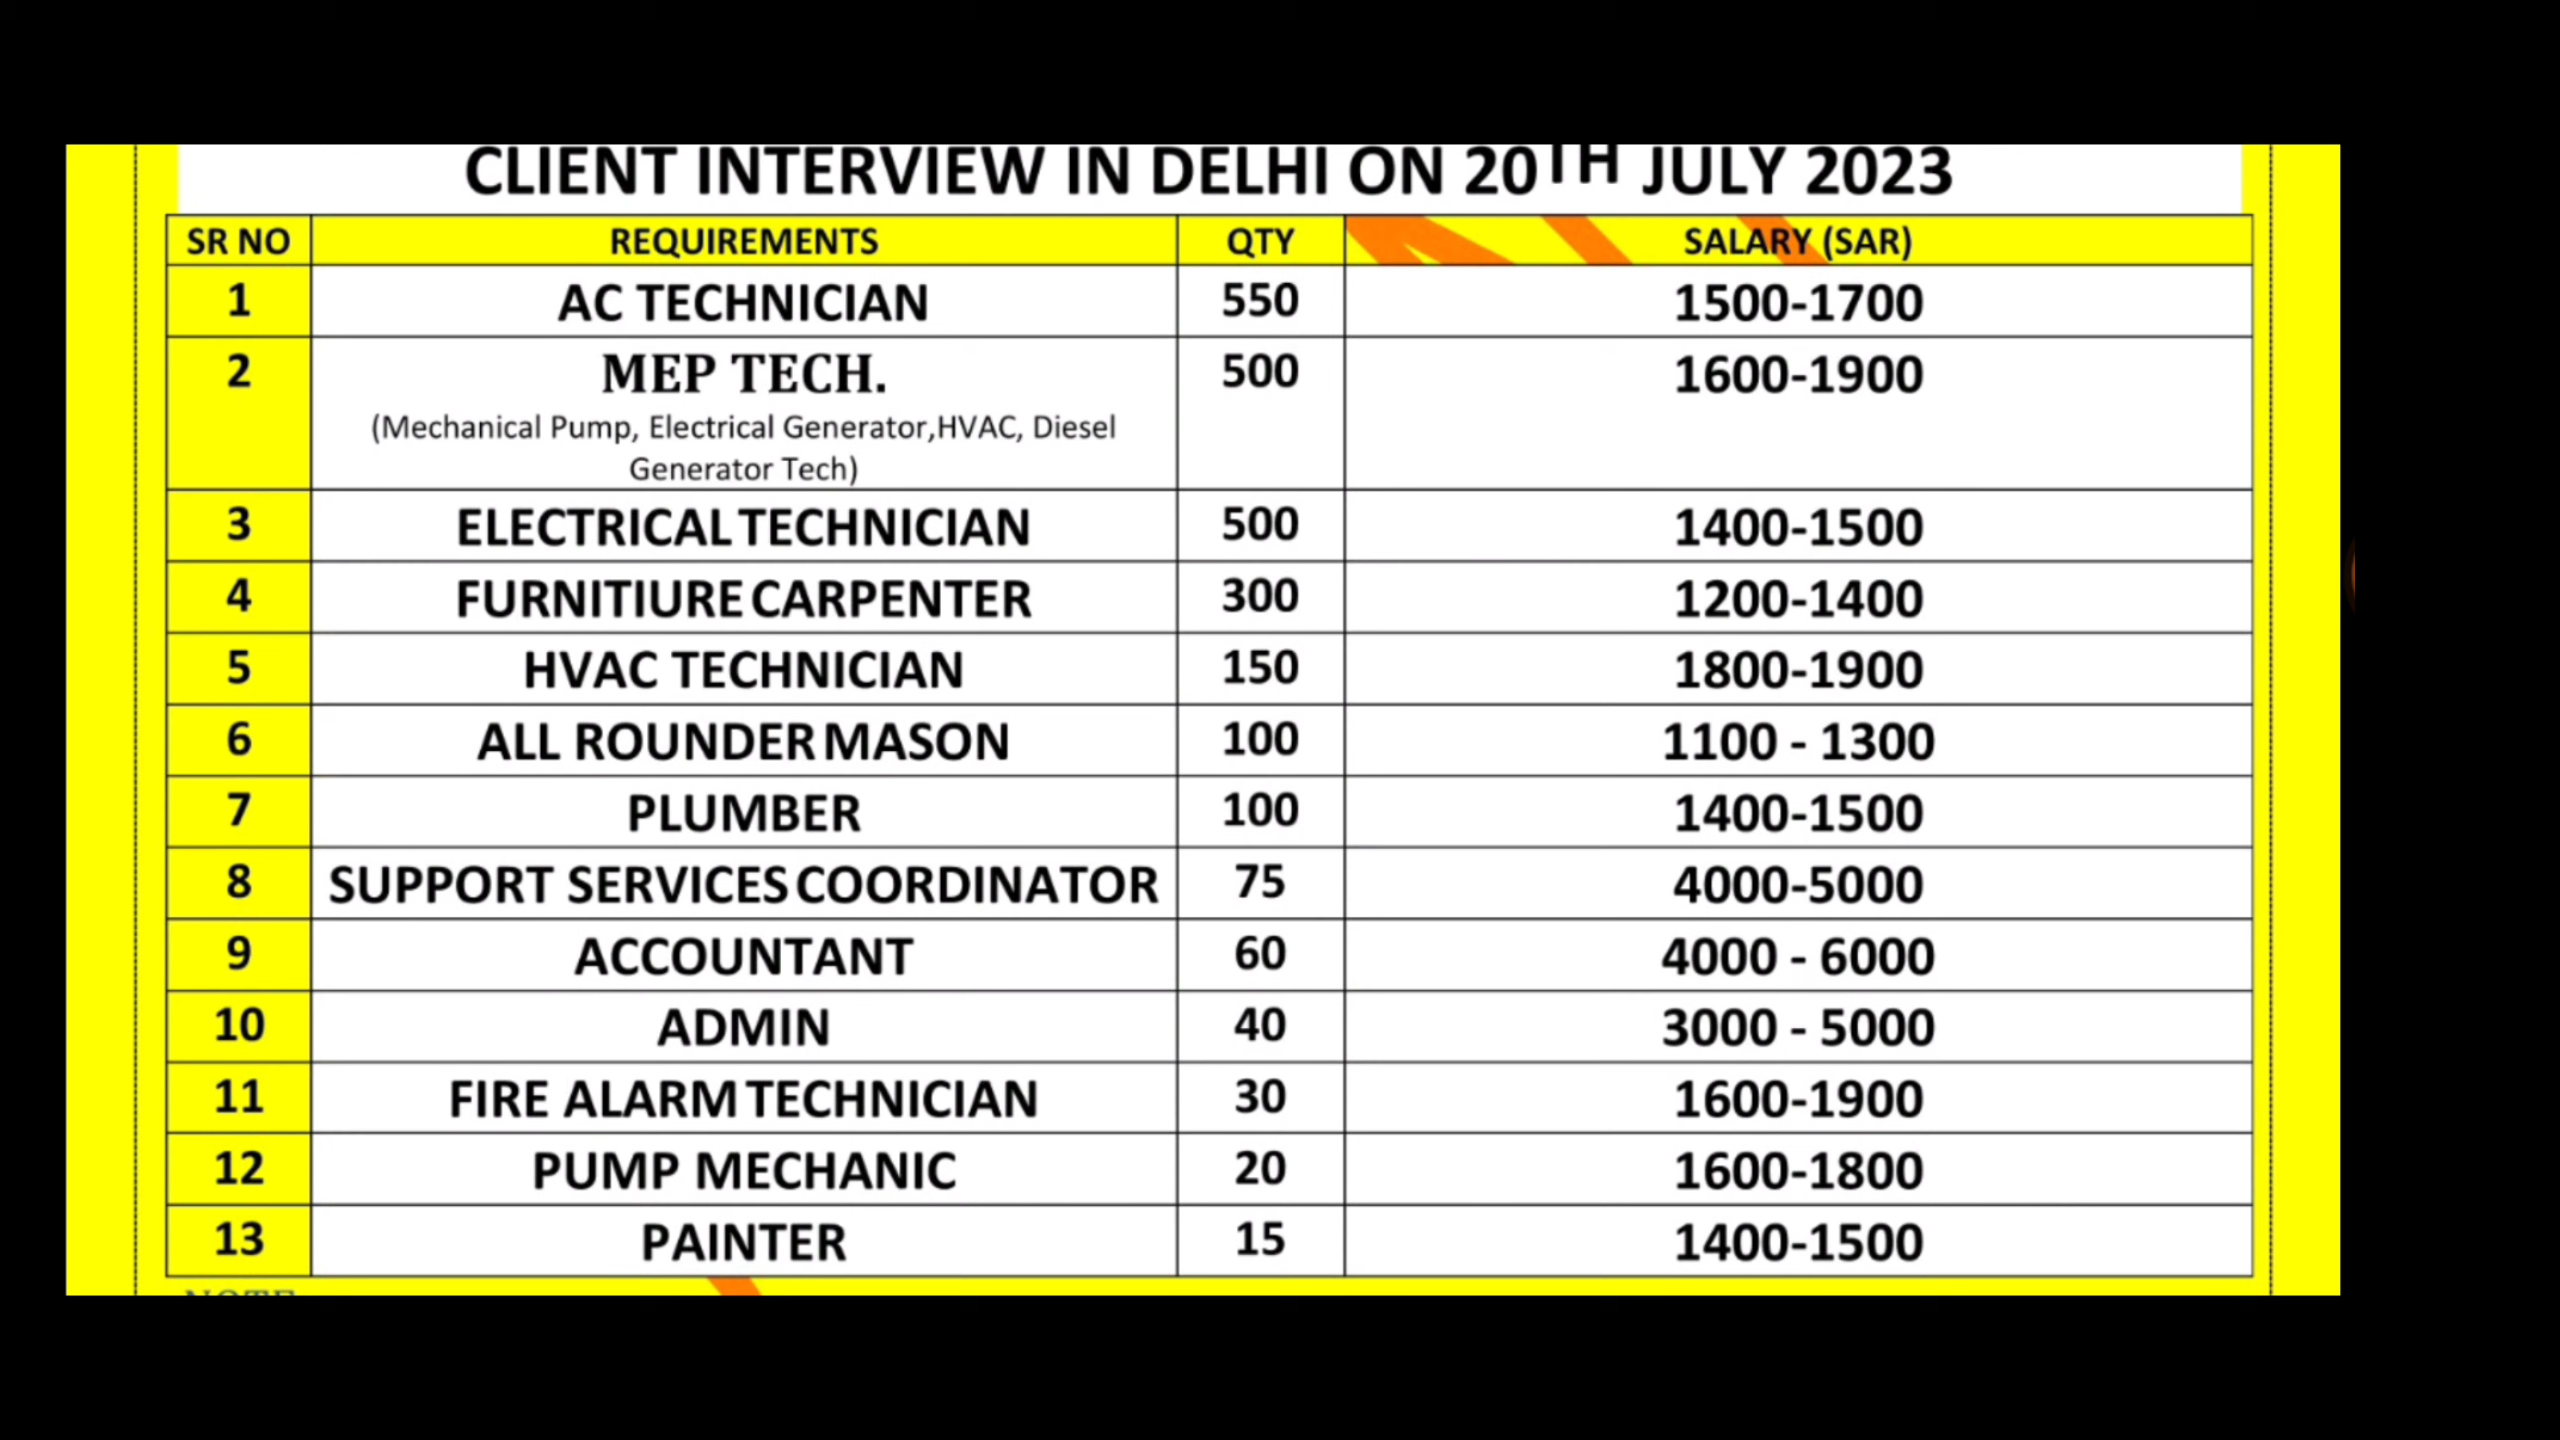 CLIENT INTERVIEW IN DELHI ON 20TH JULY 2023
SR NO REQUIREMENTS QTY SALARY (SAR)
1 AC TECHNICIAN 550 1500-1700
2 MEP TECH. 500 1600-1900
(Mechanical Pump, Electrical Generator,HVAC, Diesel
Generator Tech)
3 ELECTRICAL TECHNICIAN 500 1400-1500
4 FURNITIURE CARPENTER 300 1200-1400
5 HVAC TECHNICIAN 150 1800-1900
6 ALL ROUNDER MASON 100 1100 - 1300
7 PLUMBER 100 1400-1500
8 SUPPORT SERVICES COORDINATOR 75 4000-5000
9 ACCOUNTANT 60 4000 - 6000
10 ADMIN 40 3000 - 5000
11 FIRE ALARM TECHNICIAN 30 1600-1900
12 PUMP MECHANIC 20 1600-1800
13 PAINTER 15 1400-1500
NOTE